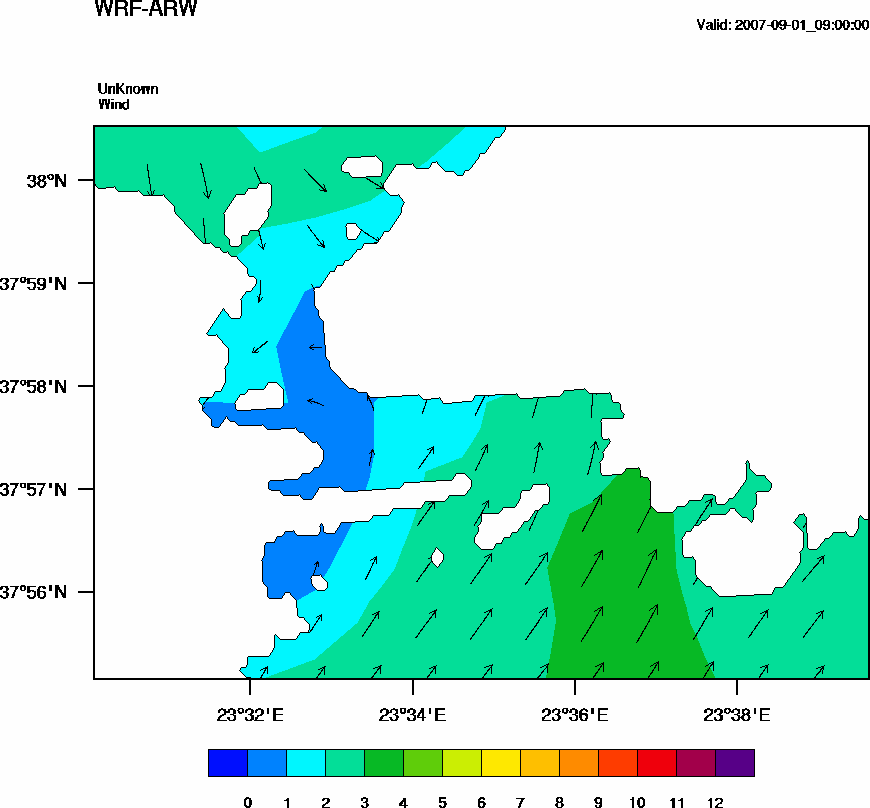 WRF-ARW
Valid: 2007-09-01_09:00:00
UnKnown
Wind
38°N
37°59'N
37°58'N
37°57'N
37°56'N
23°32'E 23°34'E 23°36'E 23°38'E
0 1 2 3 4 5 6 7 8 9 10 11 12